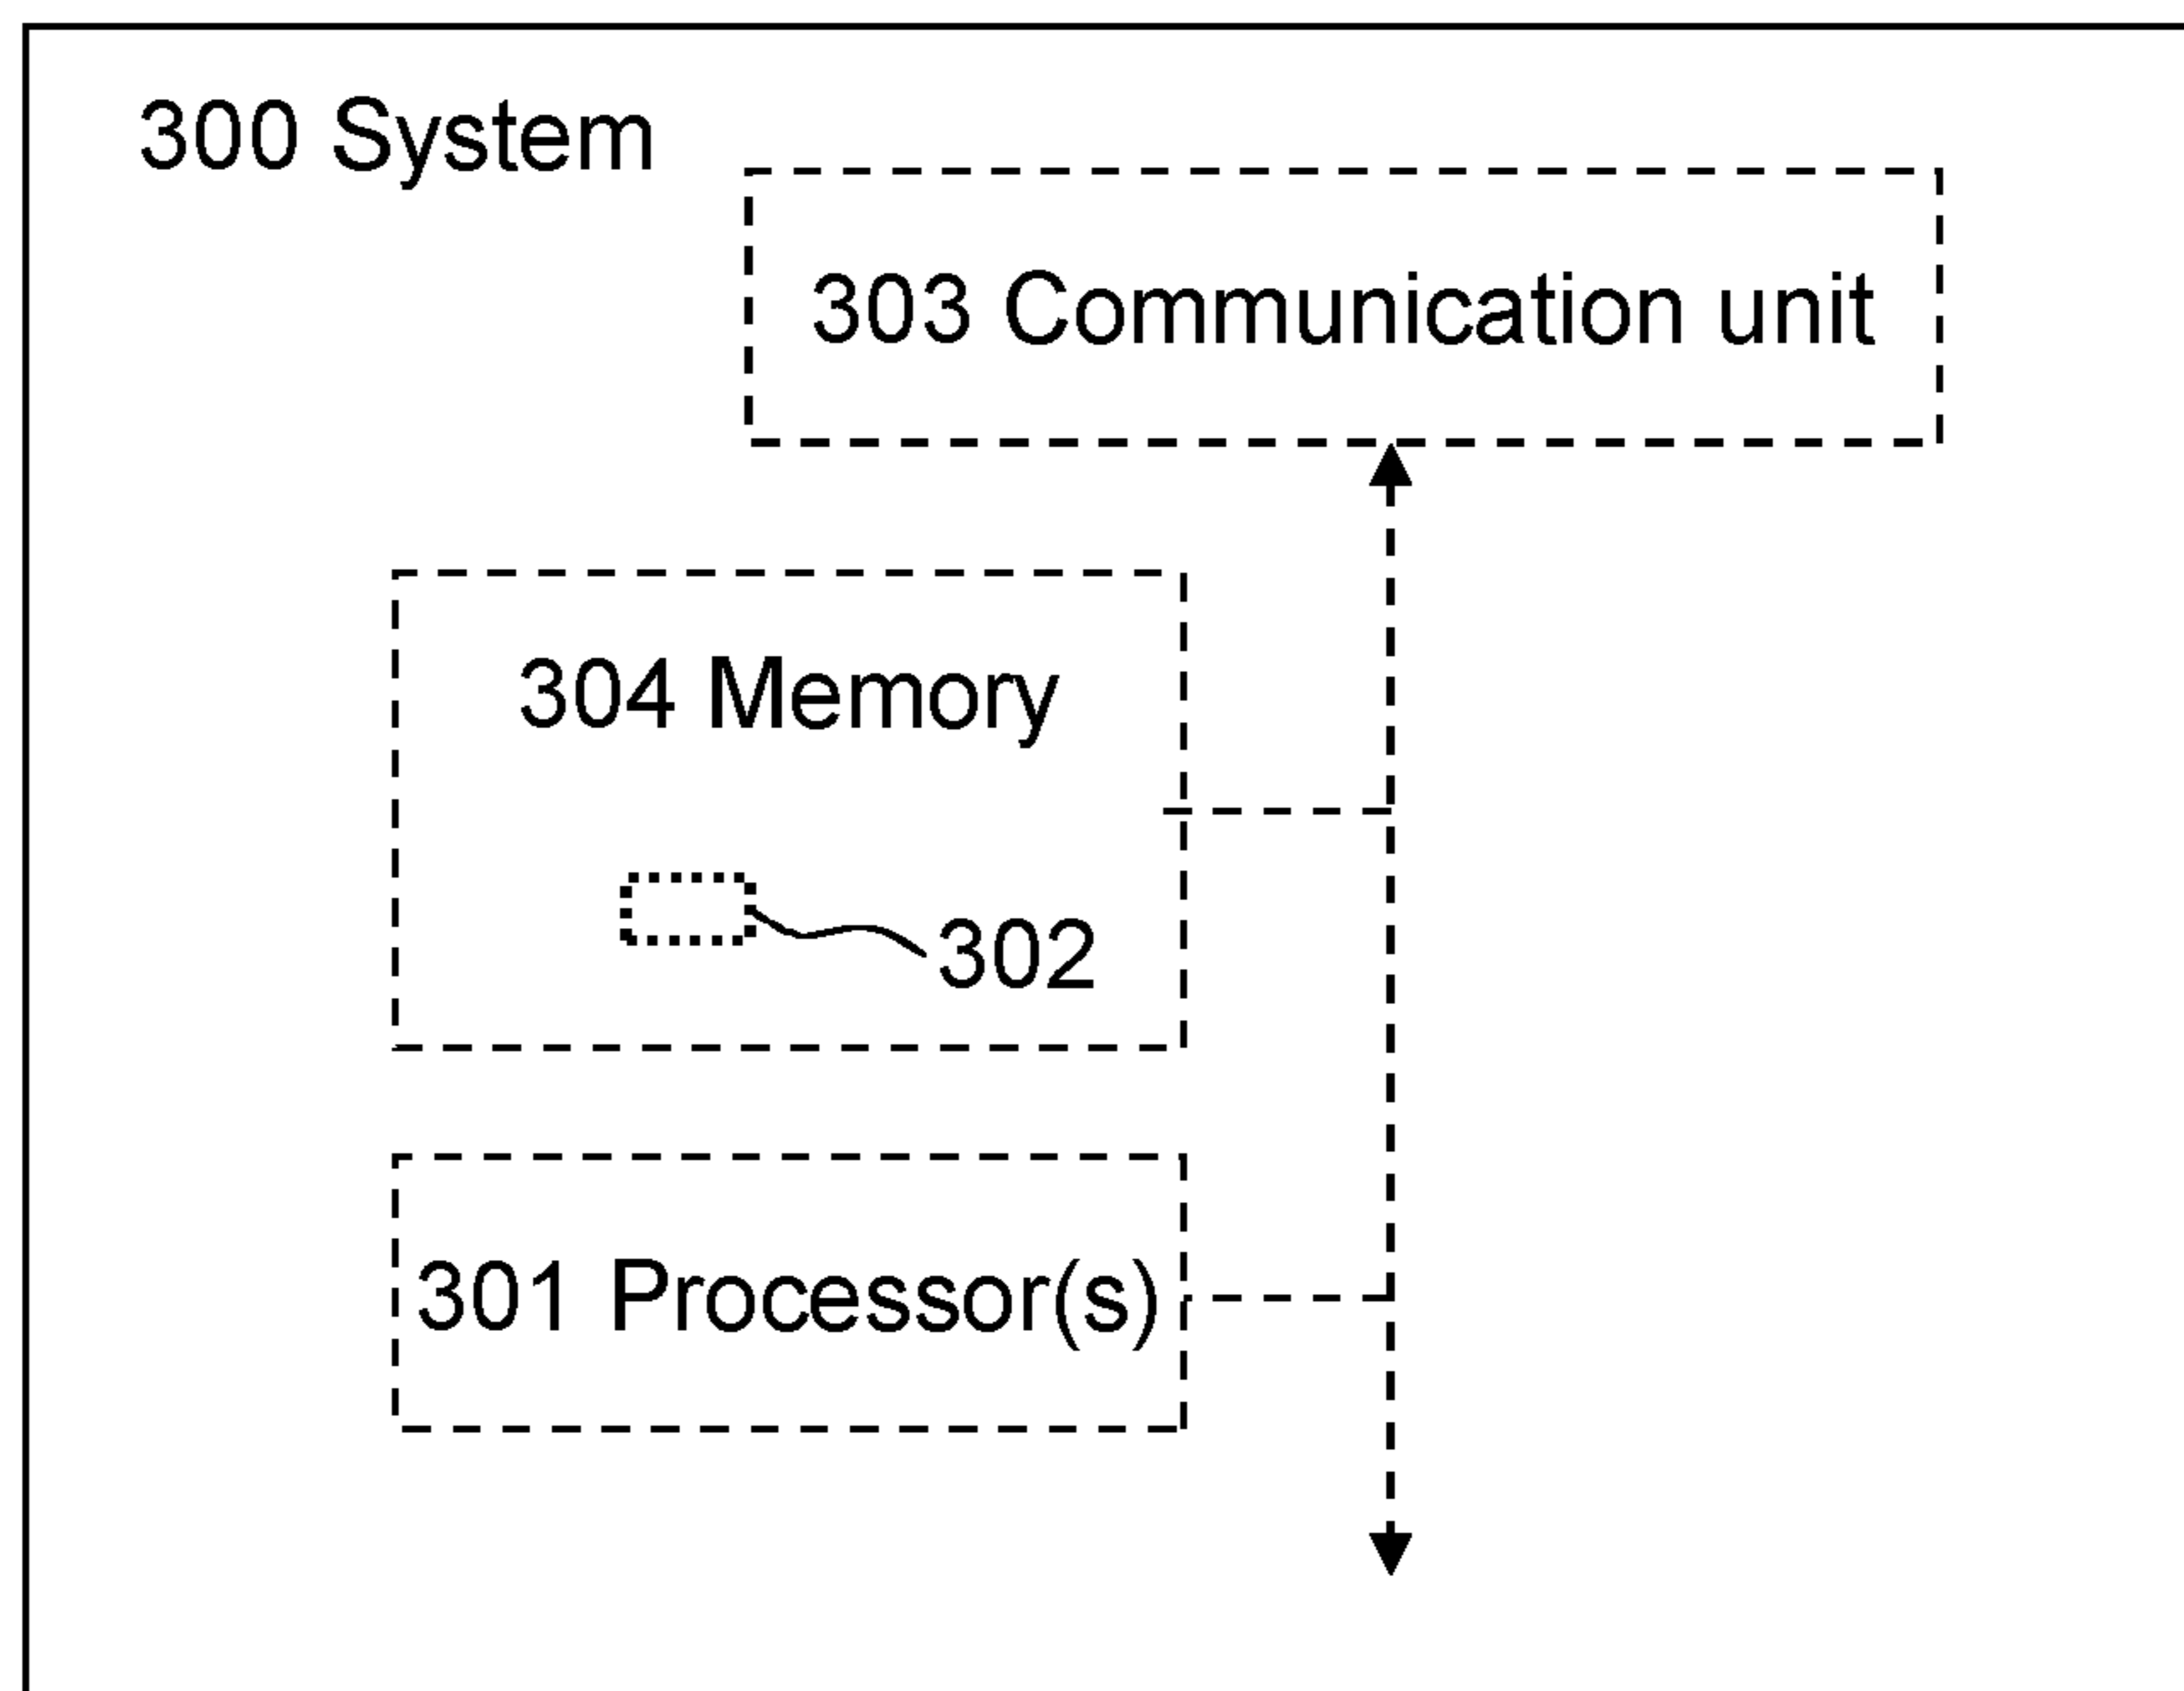 300 System
303 Communication unit
304 Memory
302
301 Processor(s)